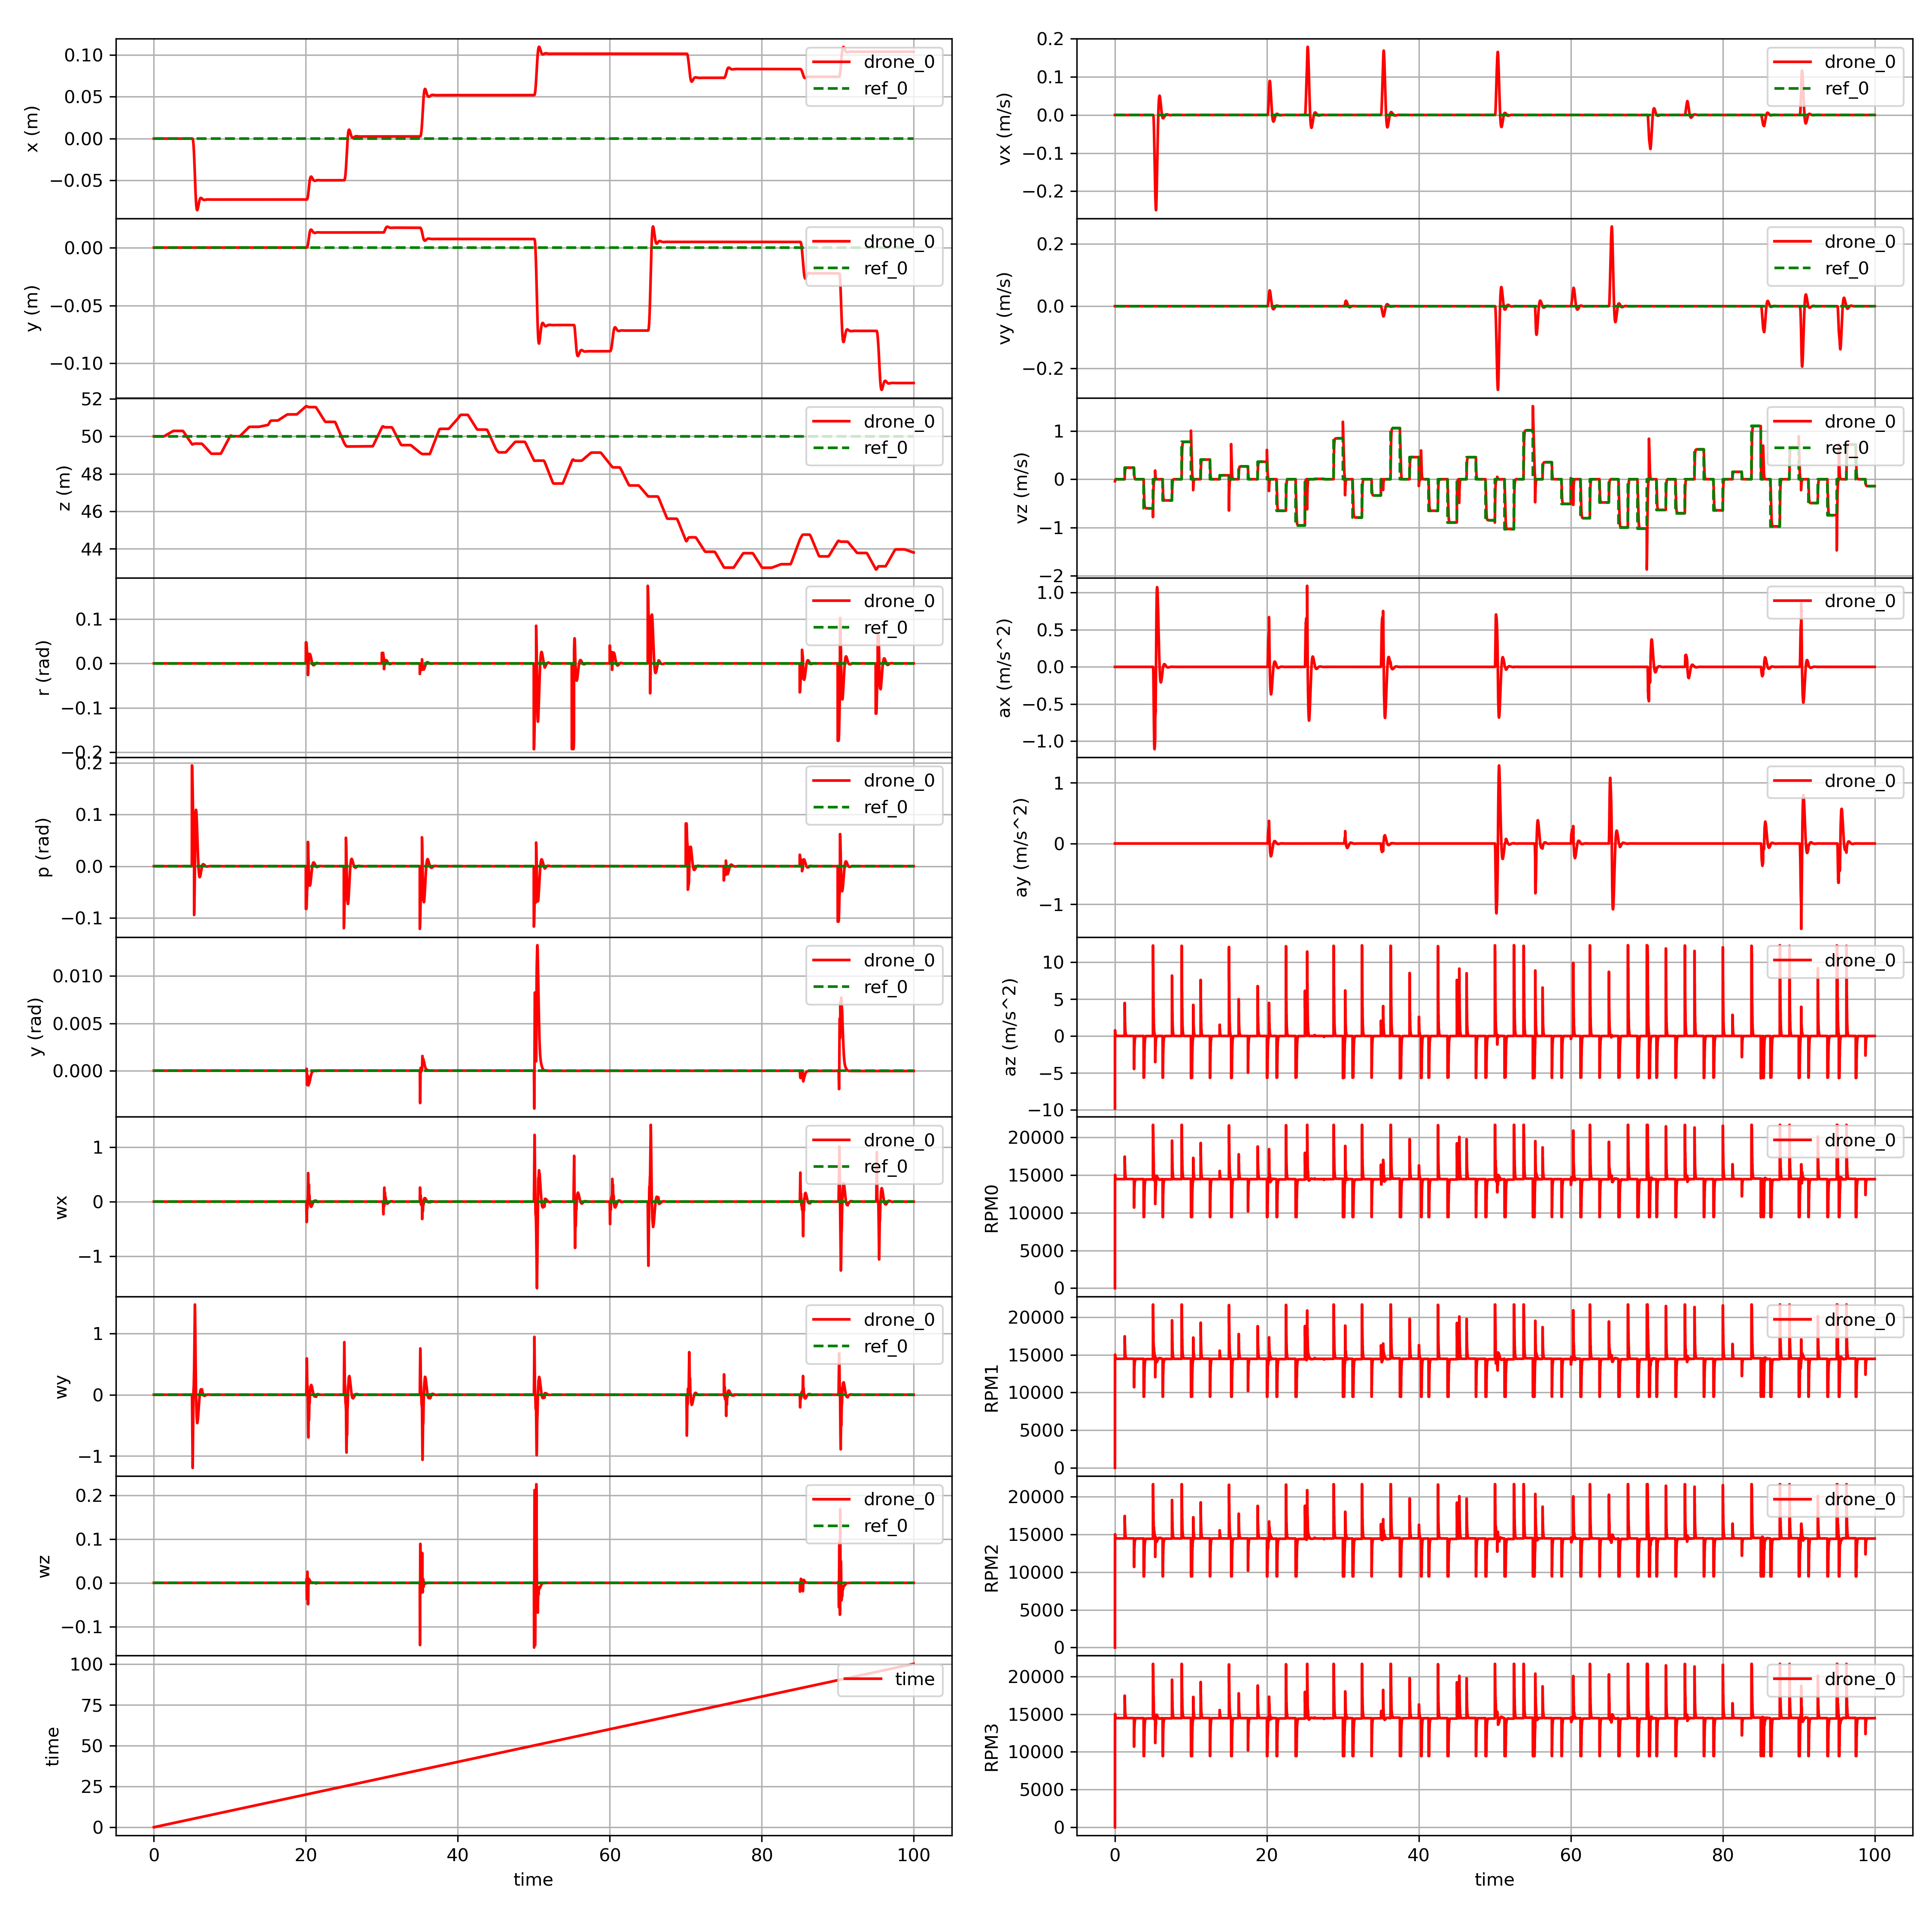 0.10
0.05
0.00
−0.05
x (m)
drone_0
ref_0
0.00
−0.05
−0.10
y (m)
drone_0
ref_0
52
50
48
46
44
z (m)
drone_0
ref_0
0.1
0.0
−0.1
−0.2
r (rad)
drone_0
ref_0
0.2
0.1
0.0
−0.1
p (rad)
drone_0
ref_0
0.010
0.005
0.000
y (rad)
drone_0
ref_0
1
0
−1
wx
drone_0
ref_0
1
0
−1
wy
drone_0
ref_0
0.2
0.1
0.0
−0.1
wz
drone_0
ref_0
100
75
50
25
0
time
time
0 20 40 60 80 100
time
0.2
0.1
0.0
−0.1
−0.2
vx (m/s)
drone_0
ref_0
0.2
0.0
−0.2
vy (m/s)
drone_0
ref_0
1
0
−1
−2
vz (m/s)
drone_0
ref_0
1.0
0.5
0.0
−0.5
−1.0
ax (m/s^2)
drone_0
1
0
−1
ay (m/s^2)
drone_0
10
5
0
−5
−10
az (m/s^2)
drone_0
20000
15000
10000
5000
0
RPM0
drone_0
20000
15000
10000
5000
0
RPM1
drone_0
20000
15000
10000
5000
0
RPM2
drone_0
20000
15000
10000
5000
0
RPM3
drone_0
0 20 40 60 80 100
time